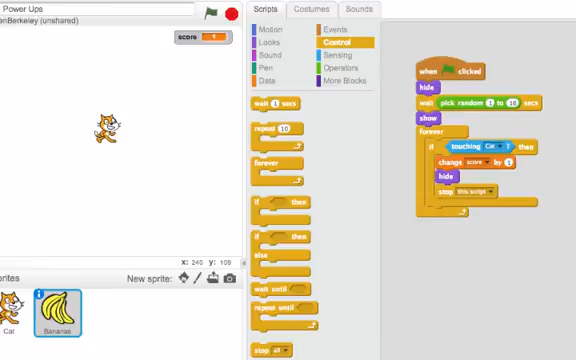 Power Ups
enBerkeley (unshared)
score
x: 240 y: 105
rites
New sprite:
Cat
Bananas
Scripts
Costumes
Sounds
Motion
Events
Looks
Control
Sound
Sensing
Pen
Operators
Data
More Blocks
wait 1 secs
repeat 10
forever
if then
if then
else
wait until
repeat until
stop all
when clicked
hide
wait pick random 1 to 10 secs
show
forever
if touching Cat ? then
change score by 1
hide
stop this script